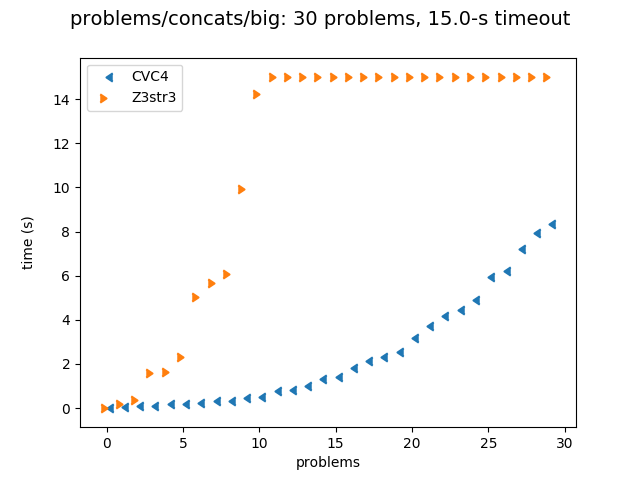 problems/concats/big: 30 problems, 15.0-s timeout
CVC4
Z3str3
14
12
10
8
6
4
2
0
time (s)
0 5 10 15 20 25 30
problems